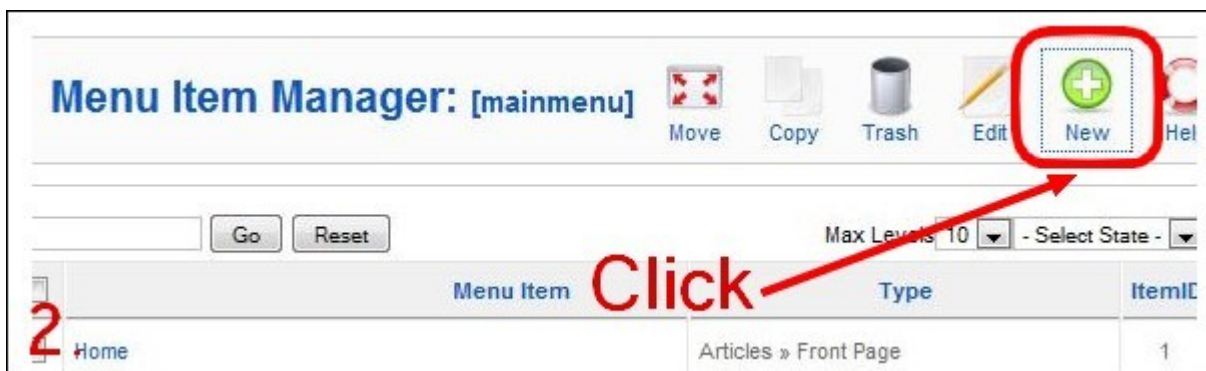 Menu Item Manager: [mainmenu]
Move Copy Trash Edit New Hel
Go Reset Max Levels 10 - Select State -
Click
Menu Item Type ItemID
2.
Home Articles » Front Page 1